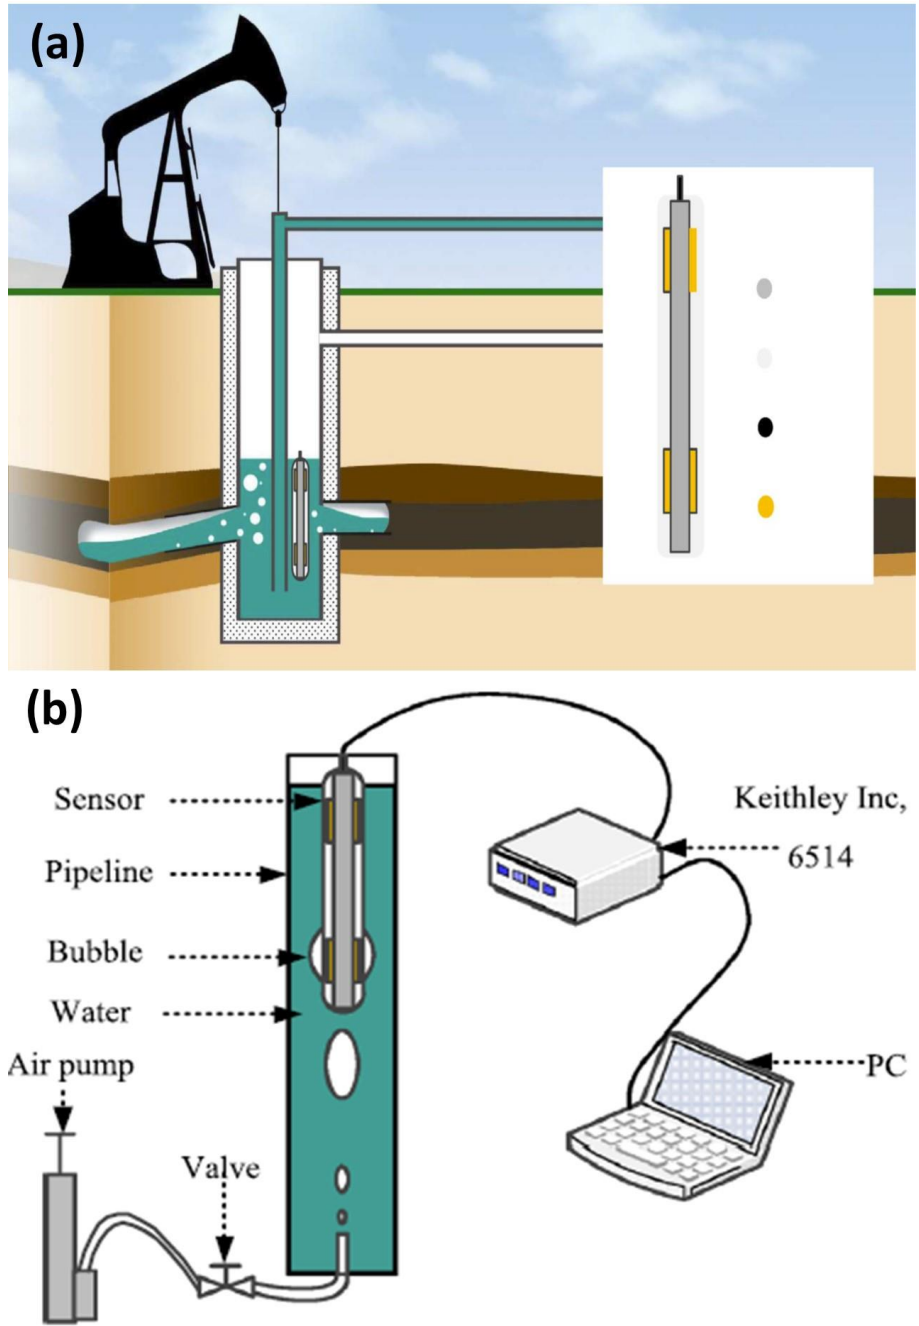 (a)
(b)
Sensor
Keithley Inc,
6514
Pipeline
Bubble
Water
Air pump
PC
Valve